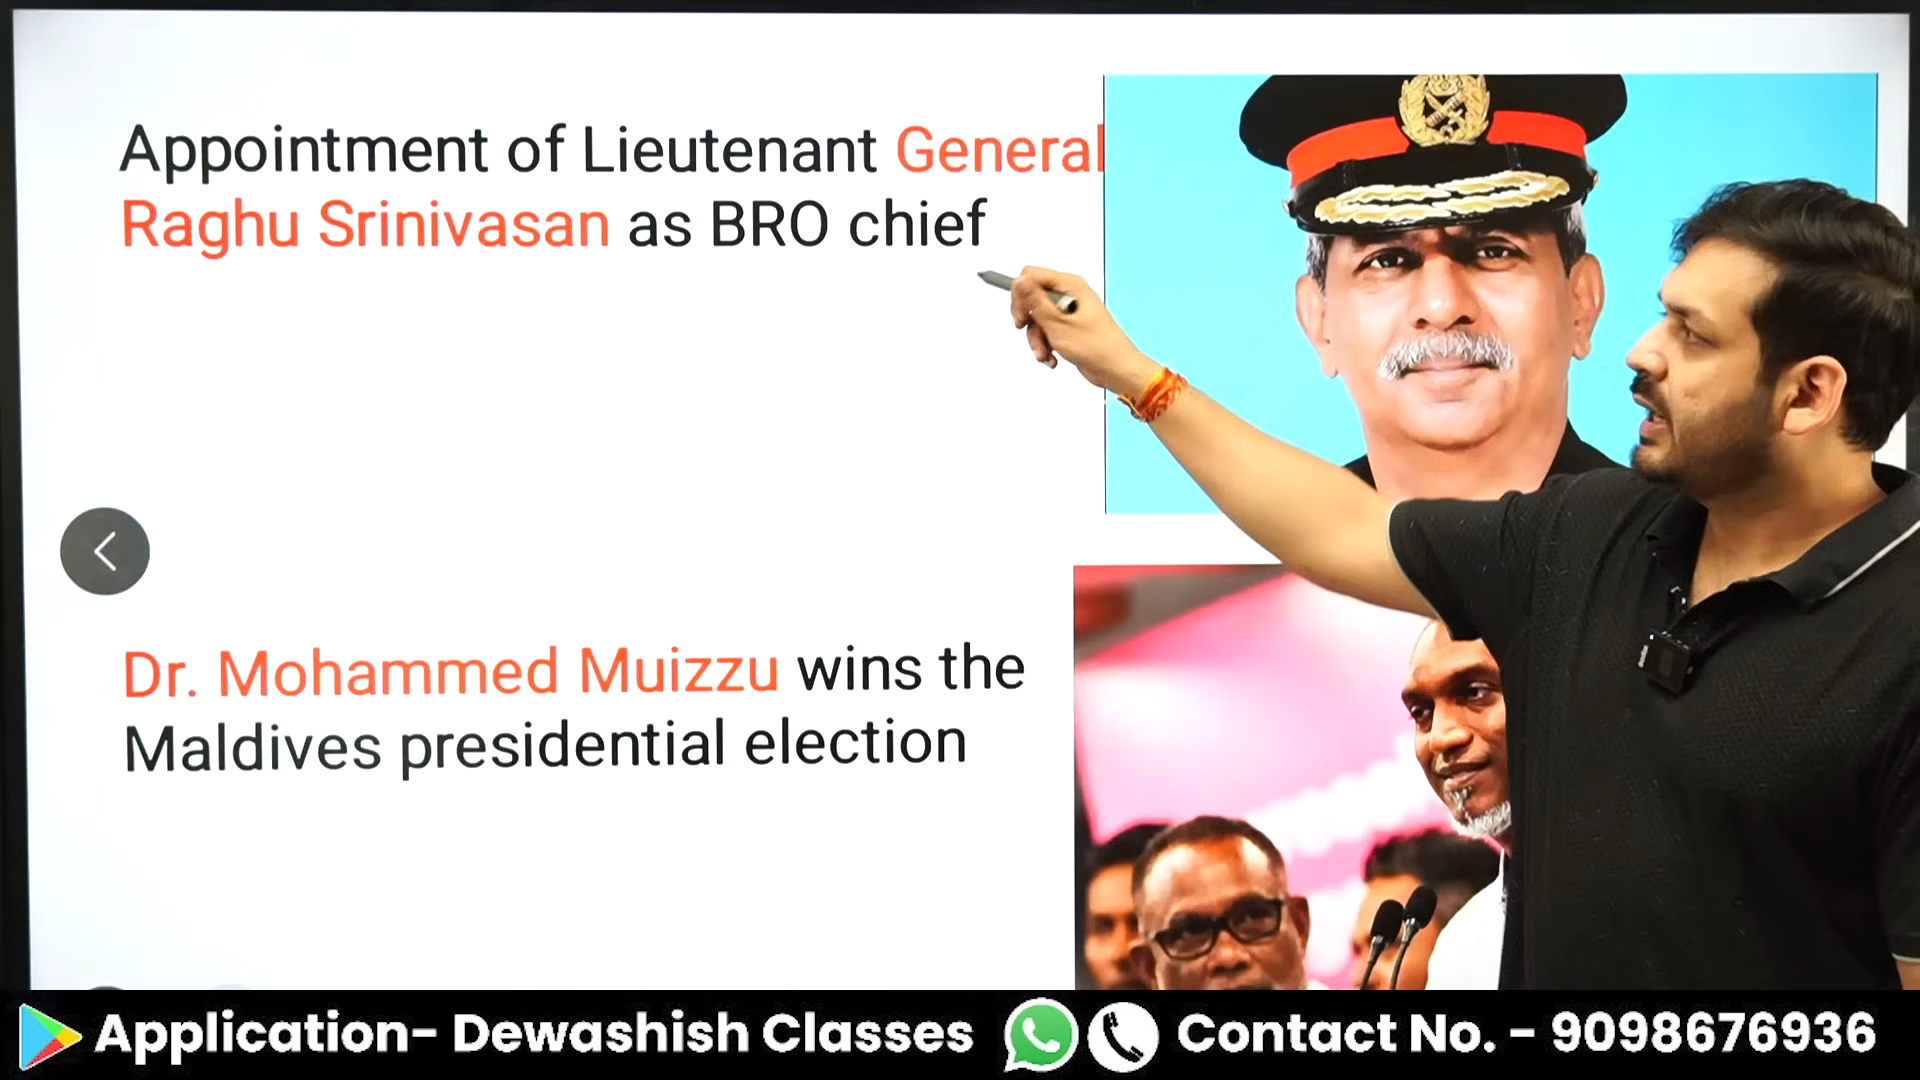 Appointment of Lieutenant General
Raghu Srinivasan as BRO chief
Dr. Mohammed Muizzu wins the
Maldives presidential election
Application- Dewashish Classes
Contact No. - 9098676936